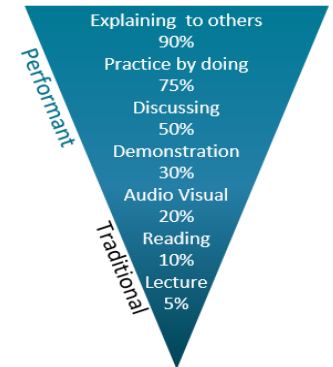 Explaining to others
90%
Practice by doing
75%
Discussing
50%
Demonstration
30%
Audio Visual
20%
Reading
10%
Lecture
5%
Performant
Traditional